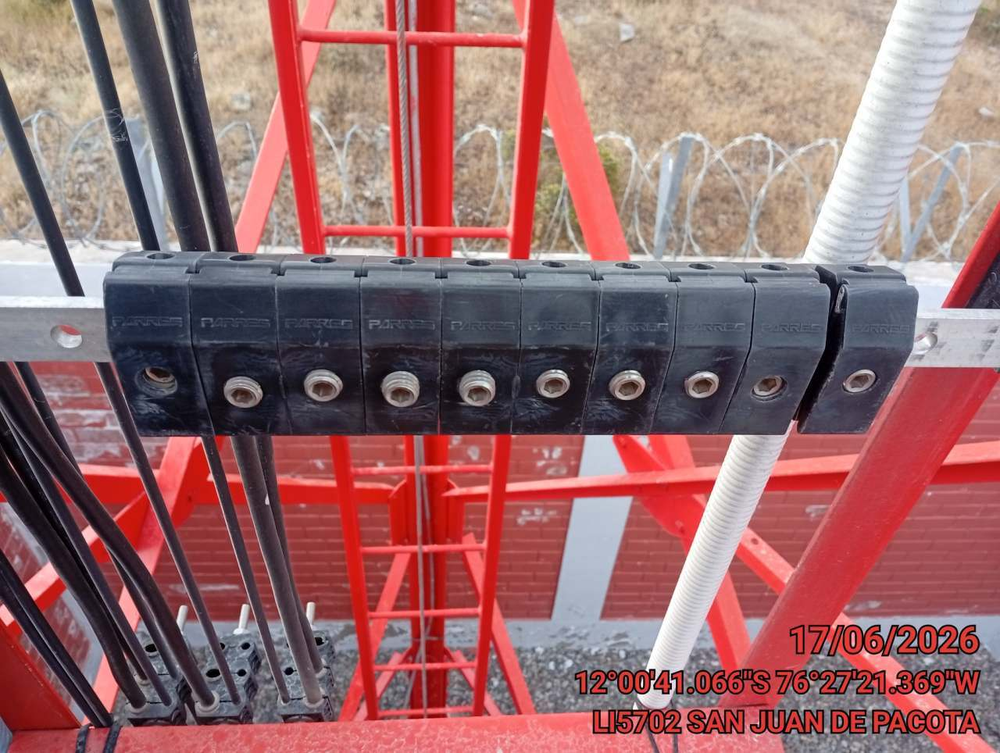 PARRES PARRES PARRES PARRES PARRES PARRES PARRES PARRES PARRES PARRES
17/06/2026
12°00'41.066"S 76°27'21.369"W
LI5702 SAN JUAN DE PACOTA